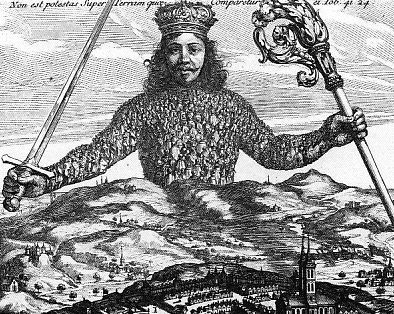 Non est potestas Super Terram quæ Comparetur ei Iob. 41. 24